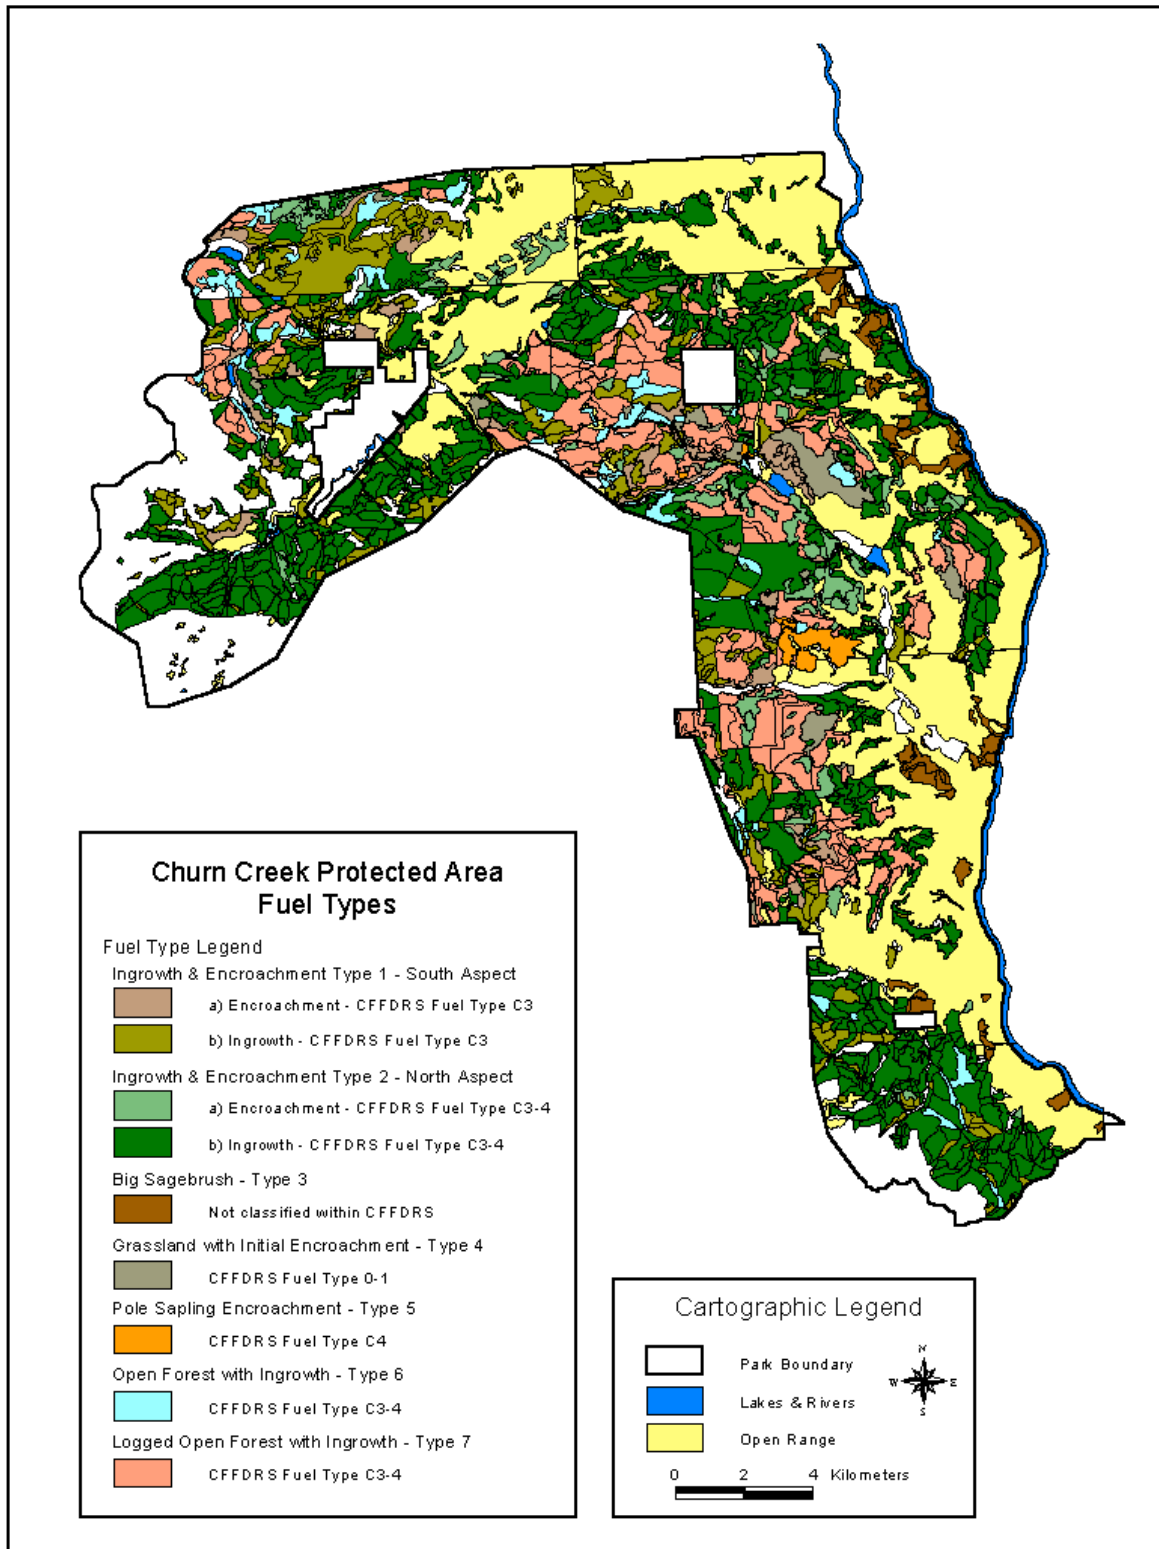 Churn Creek Protected Area
Fuel Types
Fuel Type Legend
Ingrowth & Encroachment Type 1 - South Aspect
a) Encroachment - CFFDRS Fuel Type C3
b) Ingrowth - CFFDRS Fuel Type C3
Ingrowth & Encroachment Type 2 - North Aspect
a) Encroachment - CFFDRS Fuel Type C3-4
b) Ingrowth - CFFDRS Fuel Type C3-4
Big Sagebrush - Type 3
Not classified within CFFDRS
Grassland with Initial Encroachment - Type 4
CFFDRS Fuel Type 0-1
Pole Sapling Encroachment - Type 5
CFFDRS Fuel Type C4
Open Forest with Ingrowth - Type 6
CFFDRS Fuel Type C3-4
Logged Open Forest with Ingrowth - Type 7
CFFDRS Fuel Type C3-4
Cartographic Legend
Park Boundary
Lakes & Rivers
Open Range
N
W E
S
0 2 4 Kilometers